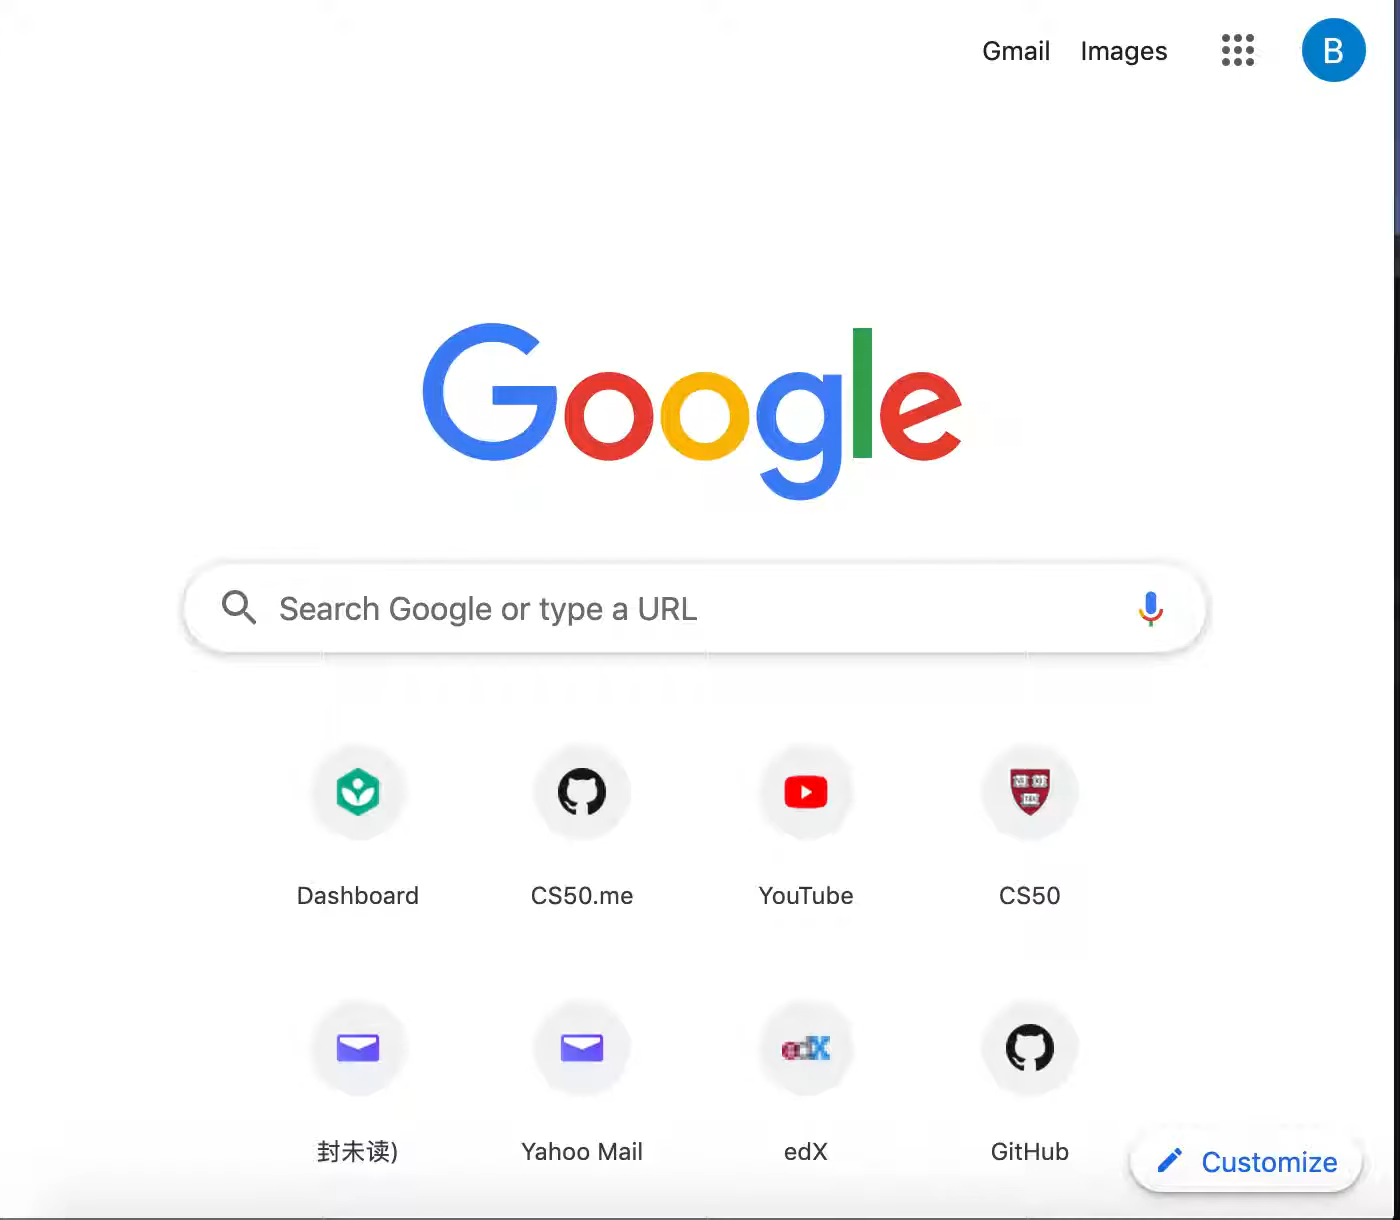 Gmail Images
B
Google
Search Google or type a URL
Dashboard CS50.me YouTube CS50
edX
封未读) Yahoo Mail edX GitHub
Customize